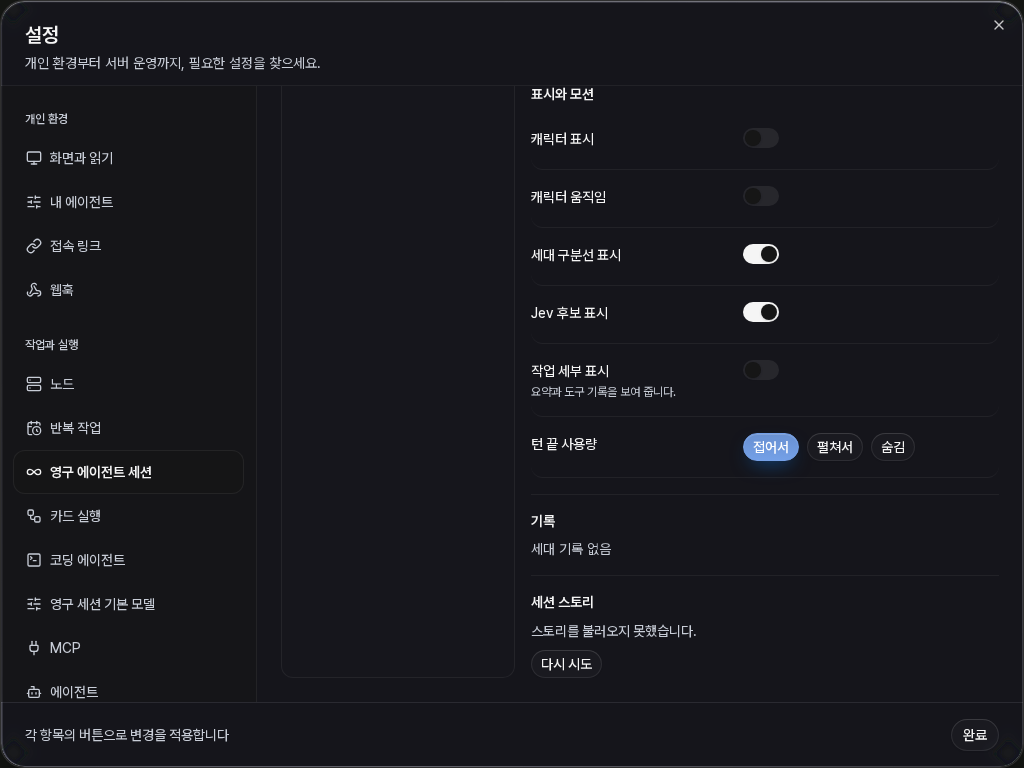 설정
개인 환경부터 서버 운영까지, 필요한 설정을 찾으세요.
개인 환경
화면과 읽기
내 에이전트
접속 링크
웹훅
작업과 실행
노드
반복 작업
영구 에이전트 세션
카드 실행
코딩 에이전트
영구 세션 기본 모델
MCP
에이전트
표시와 모션
캐릭터 표시
캐릭터 움직임
세대 구분선 표시
Jev 후보 표시
작업 세부 표시
요약과 도구 기록을 보여 줍니다.
턴 끝 사용량
접어서 펼쳐서 숨김
기록
세대 기록 없음
세션 스토리
스토리를 불러오지 못했습니다.
다시 시도
각 항목의 버튼으로 변경을 적용합니다
완료